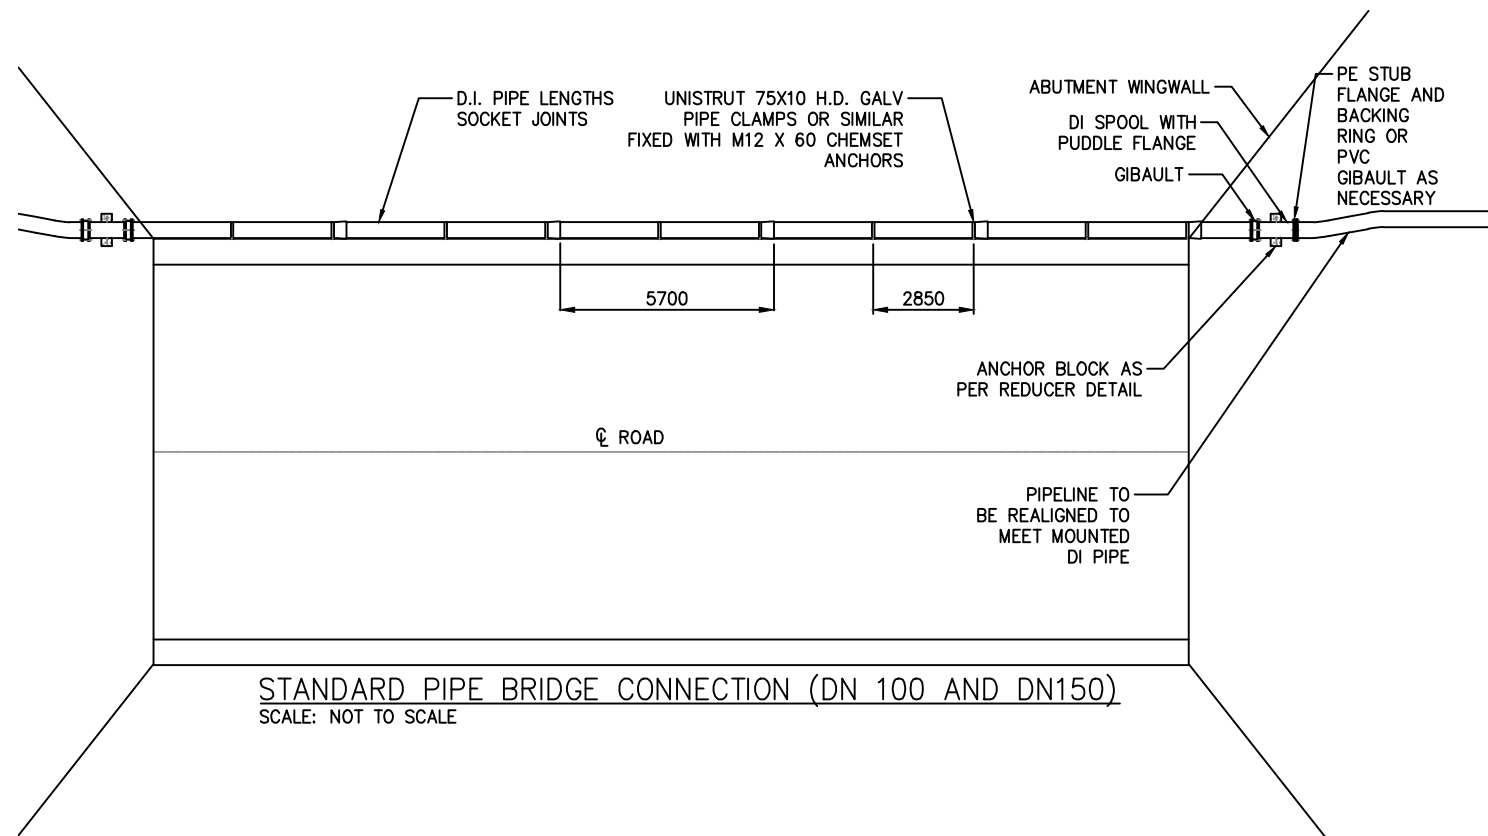 D.I. PIPE LENGTHS
SOCKET JOINTS
UNISTRUT 75X10 H.D. GALV
PIPE CLAMPS OR SIMILAR
FIXED WITH M12 X 60 CHEMSET
ANCHORS
ABUTMENT WINGWALL
DI SPOOL WITH
PUDDLE FLANGE
GIBAULT
PE STUB
FLANGE AND
BACKING
RING OR
PVC
GIBAULT AS
NECESSARY
5700
2850
ANCHOR BLOCK AS
PER REDUCER DETAIL
℄ ROAD
PIPELINE TO
BE REALIGNED TO
MEET MOUNTED
DI PIPE
STANDARD PIPE BRIDGE CONNECTION (DN 100 AND DN150)
SCALE: NOT TO SCALE